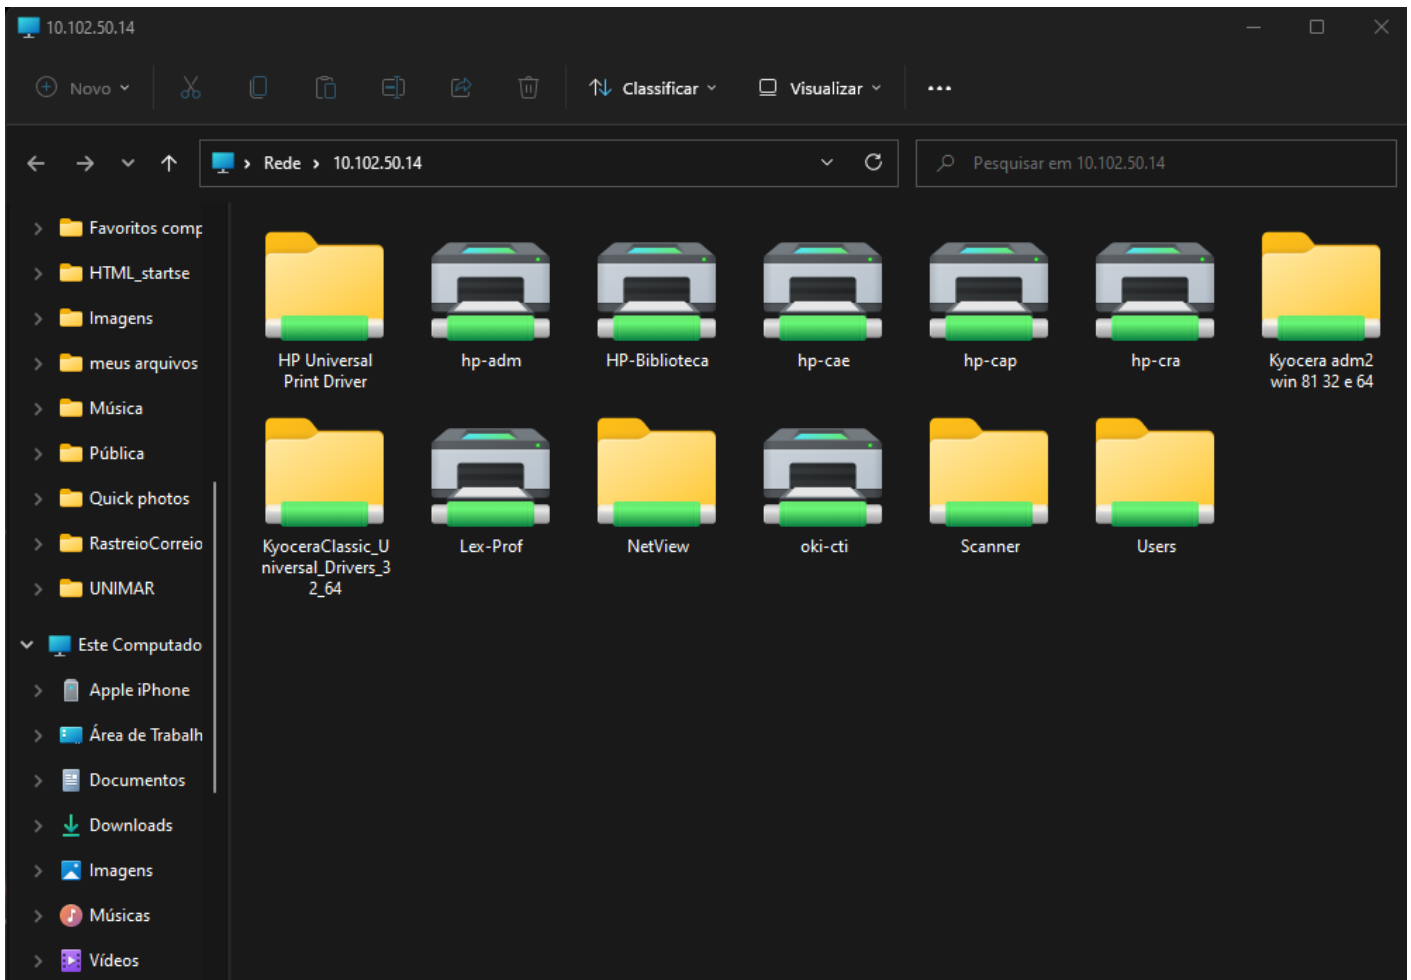 10.102.50.14
Novo
Classificar
Visualizar
Rede
10.102.50.14
Pesquisar em 10.102.50.14
Favoritos comp
HTML_startse
Imagens
meus arquivos
Música
Pública
Quick photos
RastreioCorreio
UNIMAR
Este Computado
Apple iPhone
Área de Trabalh
Documentos
Downloads
Imagens
Músicas
Vídeos
HP Universal
Print Driver
hp-adm
HP-Biblioteca
hp-cae
hp-cap
hp-cra
Kyocera adm2
win 81 32 e 64
KyoceraClassic_U
niversal_Drivers_3
2_64
Lex-Prof
NetView
oki-cti
Scanner
Users